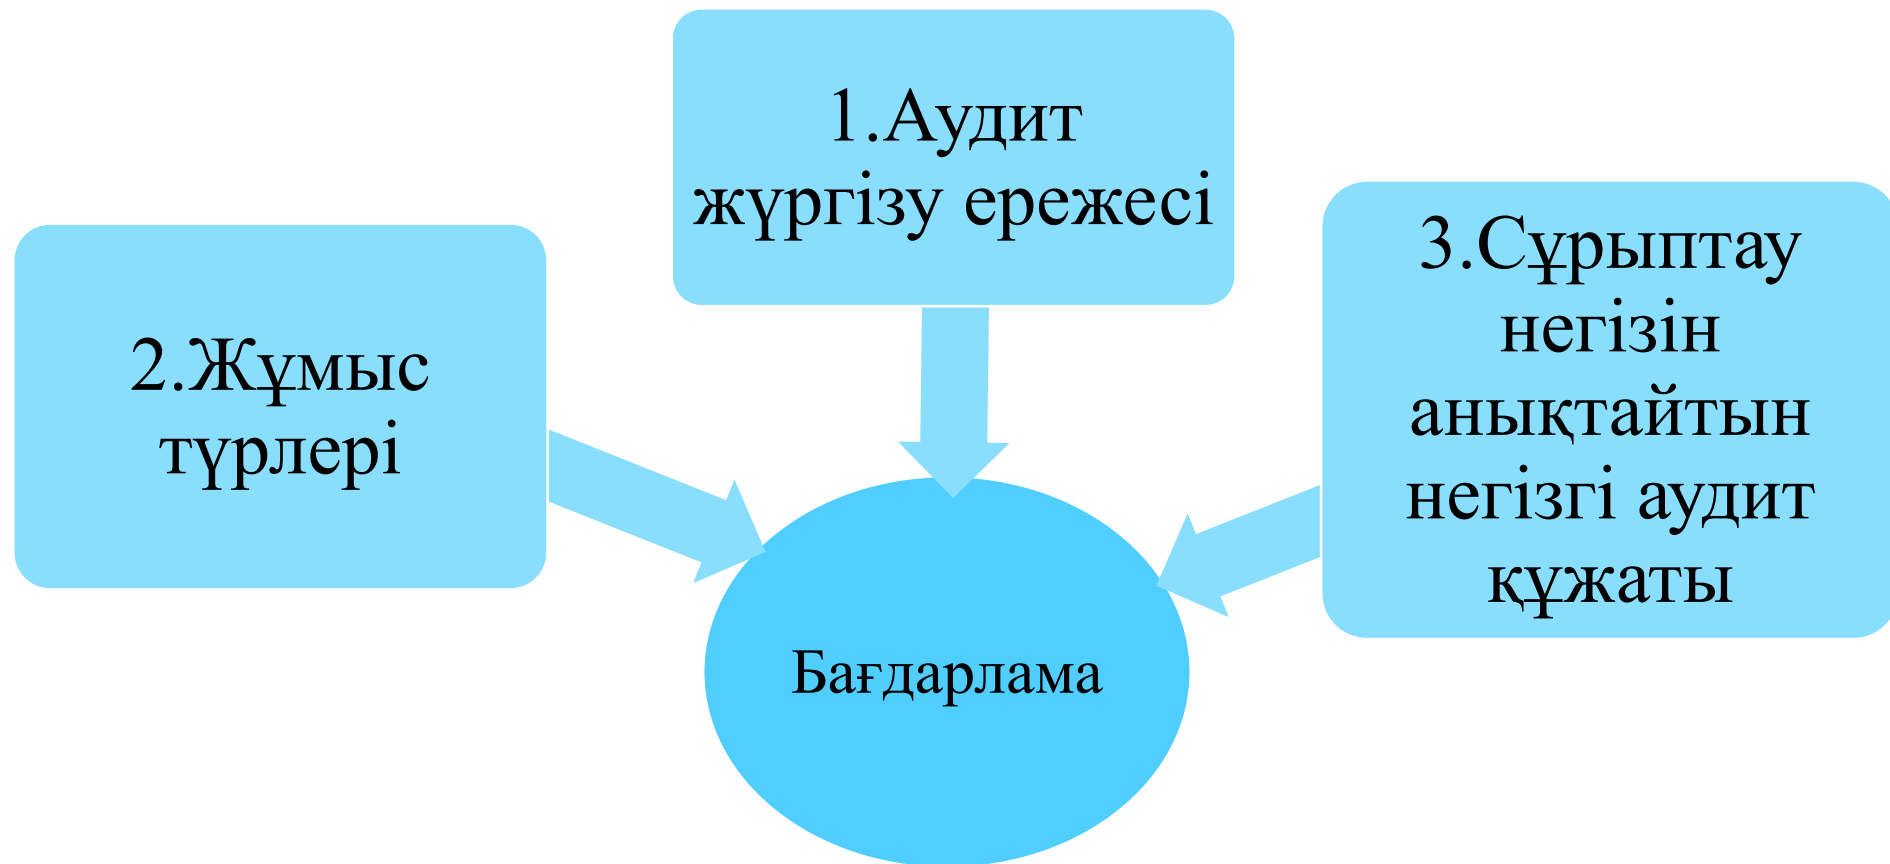 1.Аудит
жүргізу ережесі
2.Жұмыс
түрлері
3.Сұрыптау
негізін
анықтайтын
негізгі аудит
құжаты
Бағдарлама